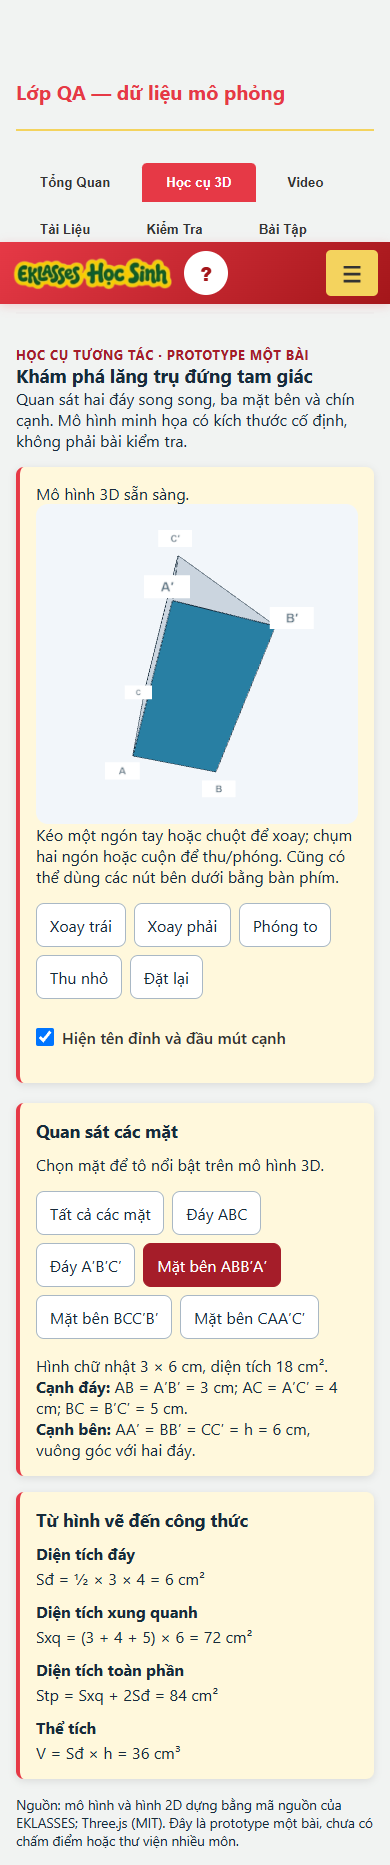 Lớp QA — dữ liệu mô phỏng
Tổng Quan
Học cụ 3D
Video
Tài Liệu
Kiểm Tra
Bài Tập
EKLASSES Học Sinh
?
☰
HỌC CỤ TƯƠNG TÁC · PROTOTYPE MỘT BÀI
Khám phá lăng trụ đứng tam giác
Quan sát hai đáy song song, ba mặt bên và chín
cạnh. Mô hình minh họa có kích thước cố định,
không phải bài kiểm tra.
Mô hình 3D sẵn sàng.
C′
A′
B′
C
A
B
Kéo một ngón tay hoặc chuột để xoay; chụm
hai ngón hoặc cuộn để thu/phóng. Cũng có
thể dùng các nút bên dưới bằng bàn phím.
Xoay trái
Xoay phải
Phóng to
Thu nhỏ
Đặt lại
Hiện tên đỉnh và đầu mút cạnh
Quan sát các mặt
Chọn mặt để tô nổi bật trên mô hình 3D.
Tất cả các mặt
Đáy ABC
Đáy A′B′C′
Mặt bên ABB′A′
Mặt bên BCC′B′
Mặt bên CAA′C′
Hình chữ nhật 3 × 6 cm, diện tích 18 cm².
Cạnh đáy: AB = A′B′ = 3 cm; AC = A′C′ = 4
cm; BC = B′C′ = 5 cm.
Cạnh bên: AA′ = BB′ = CC′ = h = 6 cm,
vuông góc với hai đáy.
Từ hình vẽ đến công thức
Diện tích đáy
Sđ = ½ × 3 × 4 = 6 cm²
Diện tích xung quanh
Sxq = (3 + 4 + 5) × 6 = 72 cm²
Diện tích toàn phần
Stp = Sxq + 2Sđ = 84 cm²
Thể tích
V = Sđ × h = 36 cm³
Nguồn: mô hình và hình 2D dựng bằng mã nguồn của
EKLASSES; Three.js (MIT). Đây là prototype một bài, chưa có
chấm điểm hoặc thư viện nhiều môn.